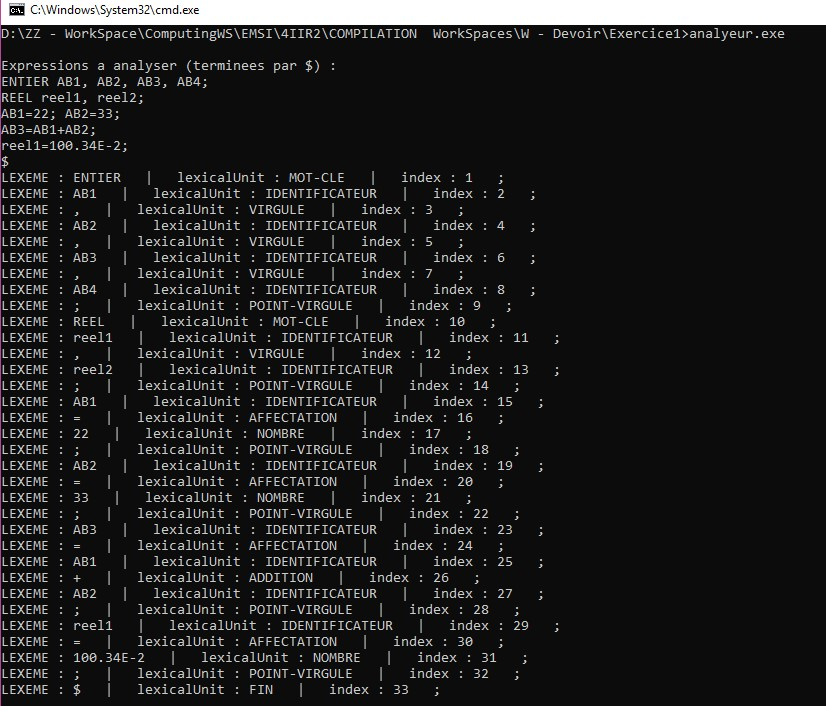 C:\Windows\System32\cmd.exe
D:\ZZ - WorkSpace\ComputingWS\EMSI\4IIR2\COMPILATION  WorkSpaces\W - Devoir\Exercice1>analyeur.exe
Expressions a analyser (terminees par $) :
ENTIER AB1, AB2, AB3, AB4;
REEL reel1, reel2;
AB1=22; AB2=33;
AB3=AB1+AB2;
reel1=100.34E-2;
$
LEXEME : ENTIER   |   lexicalUnit : MOT-CLE   |   index : 1   ;
LEXEME : AB1   |   lexicalUnit : IDENTIFICATEUR   |   index : 2   ;
LEXEME : ,   |   lexicalUnit : VIRGULE   |   index : 3   ;
LEXEME : AB2   |   lexicalUnit : IDENTIFICATEUR   |   index : 4   ;
LEXEME : ,   |   lexicalUnit : VIRGULE   |   index : 5   ;
LEXEME : AB3   |   lexicalUnit : IDENTIFICATEUR   |   index : 6   ;
LEXEME : ,   |   lexicalUnit : VIRGULE   |   index : 7   ;
LEXEME : AB4   |   lexicalUnit : IDENTIFICATEUR   |   index : 8   ;
LEXEME : ;   |   lexicalUnit : POINT-VIRGULE   |   index : 9   ;
LEXEME : REEL   |   lexicalUnit : MOT-CLE   |   index : 10   ;
LEXEME : reel1   |   lexicalUnit : IDENTIFICATEUR   |   index : 11   ;
LEXEME : ,   |   lexicalUnit : VIRGULE   |   index : 12   ;
LEXEME : reel2   |   lexicalUnit : IDENTIFICATEUR   |   index : 13   ;
LEXEME : ;   |   lexicalUnit : POINT-VIRGULE   |   index : 14   ;
LEXEME : AB1   |   lexicalUnit : IDENTIFICATEUR   |   index : 15   ;
LEXEME : =   |   lexicalUnit : AFFECTATION   |   index : 16   ;
LEXEME : 22   |   lexicalUnit : NOMBRE   |   index : 17   ;
LEXEME : ;   |   lexicalUnit : POINT-VIRGULE   |   index : 18   ;
LEXEME : AB2   |   lexicalUnit : IDENTIFICATEUR   |   index : 19   ;
LEXEME : =   |   lexicalUnit : AFFECTATION   |   index : 20   ;
LEXEME : 33   |   lexicalUnit : NOMBRE   |   index : 21   ;
LEXEME : ;   |   lexicalUnit : POINT-VIRGULE   |   index : 22   ;
LEXEME : AB3   |   lexicalUnit : IDENTIFICATEUR   |   index : 23   ;
LEXEME : =   |   lexicalUnit : AFFECTATION   |   index : 24   ;
LEXEME : AB1   |   lexicalUnit : IDENTIFICATEUR   |   index : 25   ;
LEXEME : +   |   lexicalUnit : ADDITION   |   index : 26   ;
LEXEME : AB2   |   lexicalUnit : IDENTIFICATEUR   |   index : 27   ;
LEXEME : ;   |   lexicalUnit : POINT-VIRGULE   |   index : 28   ;
LEXEME : reel1   |   lexicalUnit : IDENTIFICATEUR   |   index : 29   ;
LEXEME : =   |   lexicalUnit : AFFECTATION   |   index : 30   ;
LEXEME : 100.34E-2   |   lexicalUnit : NOMBRE   |   index : 31   ;
LEXEME : ;   |   lexicalUnit : POINT-VIRGULE   |   index : 32   ;
LEXEME : $   |   lexicalUnit : FIN   |   index : 33   ;